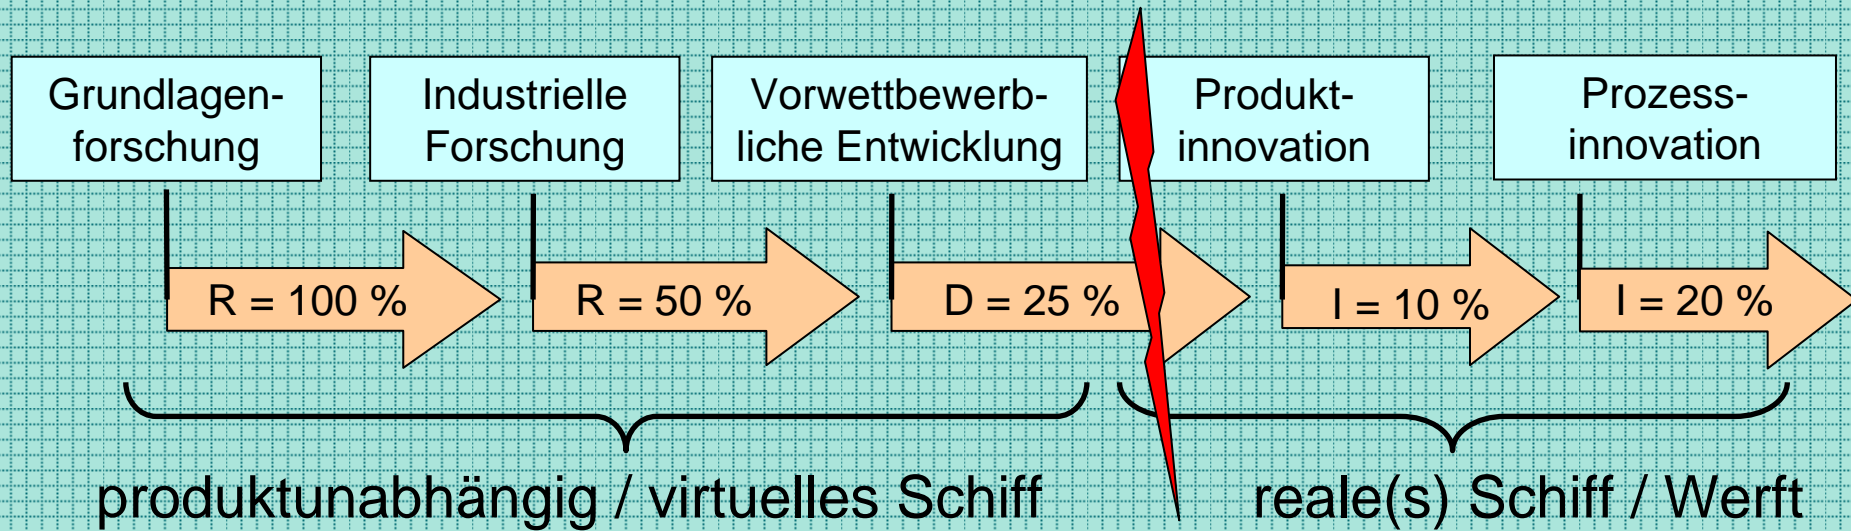 Grundlagen-
forschung
Industrielle
Forschung
Vorwettbewerb-
liche Entwicklung
Produkt-
innovation
Prozess-
innovation
R = 100 %
R = 50 %
D = 25 %
I = 10 %
I = 20 %
produktunabhängig / virtuelles Schiff
reale(s) Schiff / Werft